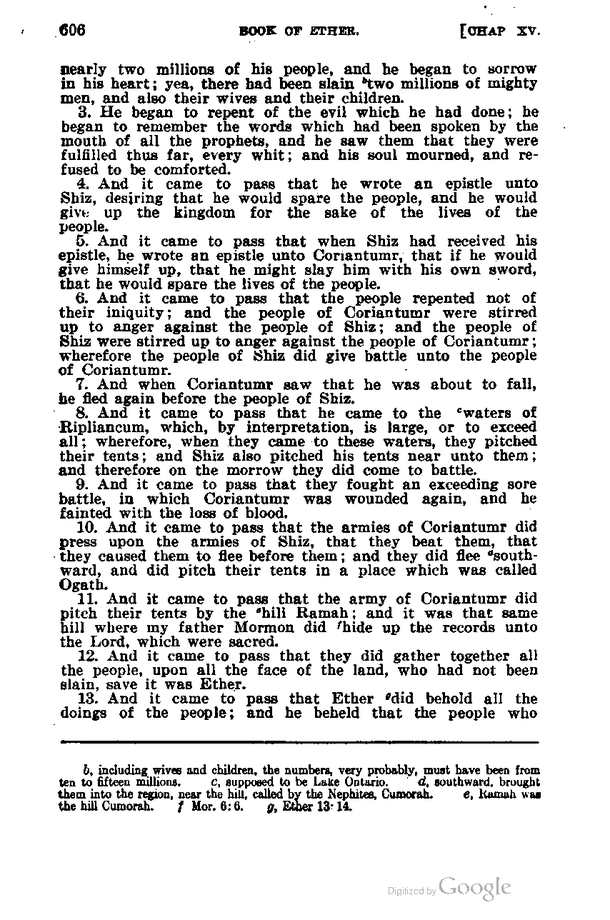 606 BOOK OF ETHER. [CHAP XV.
nearly two millions of his people, and he began to sorrow
in his heart; yea, there had been slain ᵇtwo millions of mighty
men, and also their wives and their children.
3. He began to repent of the evil which he had done; he
began to remember the words which had been spoken by the
mouth of all the prophets, and he saw them that they were
fulfilled thus far, every whit; and his soul mourned, and re-
fused to be comforted.
4. And it came to pass that he wrote an epistle unto
Shiz, desiring that he would spare the people, and he would
give up the kingdom for the sake of the lives of the
people.
5. And it came to pass that when Shiz had received his
epistle, he wrote an epistle unto Coriantumr, that if he would
give himself up, that he might slay him with his own sword,
that he would spare the lives of the people.
6. And it came to pass that the people repented not of
their iniquity; and the people of Coriantumr were stirred
up to anger against the people of Shiz; and the people of
Shiz were stirred up to anger against the people of Coriantumr;
wherefore the people of Shiz did give battle unto the people
of Coriantumr.
7. And when Coriantumr saw that he was about to fall,
he fled again before the people of Shiz.
8. And it came to pass that he came to the ᶜwaters of
Ripliancum, which, by interpretation, is large, or to exceed
all; wherefore, when they came to these waters, they pitched
their tents; and Shiz also pitched his tents near unto them;
and therefore on the morrow they did come to battle.
9. And it came to pass that they fought an exceeding sore
battle, in which Coriantumr was wounded again, and he
fainted with the loss of blood.
10. And it came to pass that the armies of Coriantumr did
press upon the armies of Shiz, that they beat them, that
they caused them to flee before them; and they did flee ᵈsouth-
ward, and did pitch their tents in a place which was called
Ogath.
11. And it came to pass that the army of Coriantumr did
pitch their tents by the ᵉhill Ramah; and it was that same
hill where my father Mormon did ᶠhide up the records unto
the Lord, which were sacred.
12. And it came to pass that they did gather together all
the people, upon all the face of the land, who had not been
slain, save it was Ether.
13. And it came to pass that Ether ᵍdid behold all the
doings of the people; and he beheld that the people who
b, including wives and children, the numbers, very probably, must have been from
ten to fifteen millions. c, supposed to be Lake Ontario. d, southward, brought
them into the region, near the hill, called by the Nephites, Cumorah. e, Ramah was
the hill Cumorah. f Mor. 6: 6. g, Ether 13: 14.
Digitized by Google